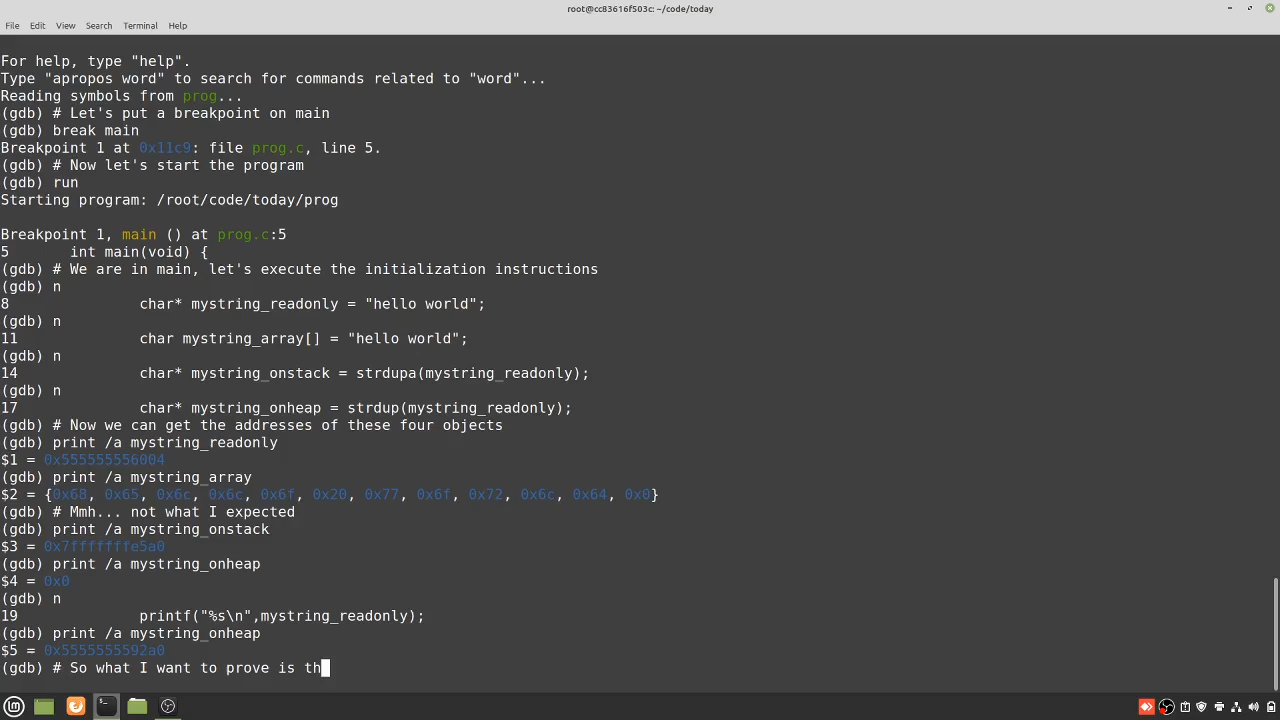 root@cc83616f503c: ~/code/today
File Edit View Search Terminal Help
For help, type "help".
Type "apropos word" to search for commands related to "word"...
Reading symbols from prog...
(gdb) # Let's put a breakpoint on main
(gdb) break main
Breakpoint 1 at 0x11c9: file prog.c, line 5.
(gdb) # Now let's start the program
(gdb) run
Starting program: /root/code/today/prog
Breakpoint 1, main () at prog.c:5
5       int main(void) {
(gdb) # We are in main, let's execute the initialization instructions
(gdb) n
8               char* mystring_readonly = "hello world";
(gdb) n
11              char mystring_array[] = "hello world";
(gdb) n
14              char* mystring_onstack = strdupa(mystring_readonly);
(gdb) n
17              char* mystring_onheap = strdup(mystring_readonly);
(gdb) # Now we can get the addresses of these four objects
(gdb) print /a mystring_readonly
$1 = 0x555555556004
(gdb) print /a mystring_array
$2 = {0x68, 0x65, 0x6c, 0x6c, 0x6f, 0x20, 0x77, 0x6f, 0x72, 0x6c, 0x64, 0x0}
(gdb) # Mmh... not what I expected
(gdb) print /a mystring_onstack
$3 = 0x7fffffffe5a0
(gdb) print /a mystring_onheap
$4 = 0x0
(gdb) n
19              printf("%s\n",mystring_readonly);
(gdb) print /a mystring_onheap
$5 = 0x5555555592a0
(gdb) # So what I want to prove is th